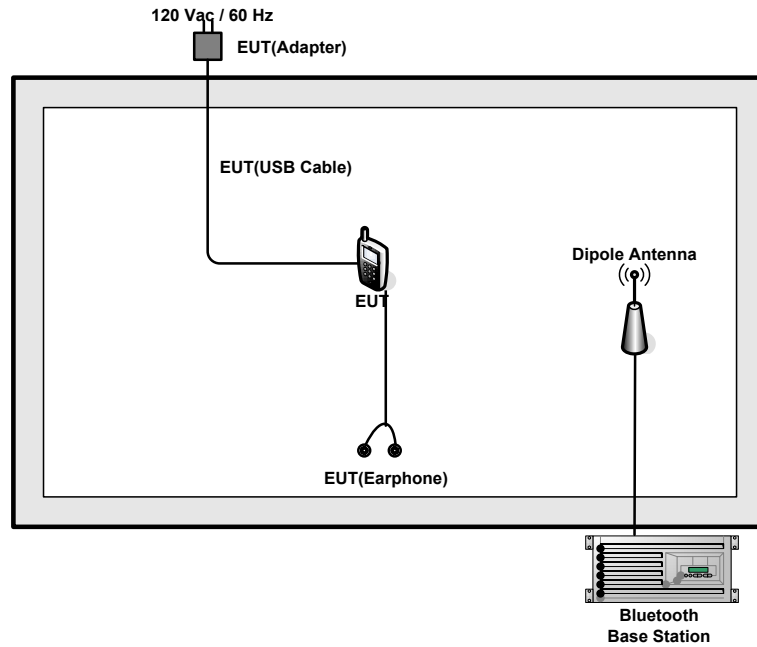 120 Vac / 60 Hz
EUT(Adapter)
EUT(USB Cable)
Dipole Antenna
EUT
EUT(Earphone)
Bluetooth
Base Station